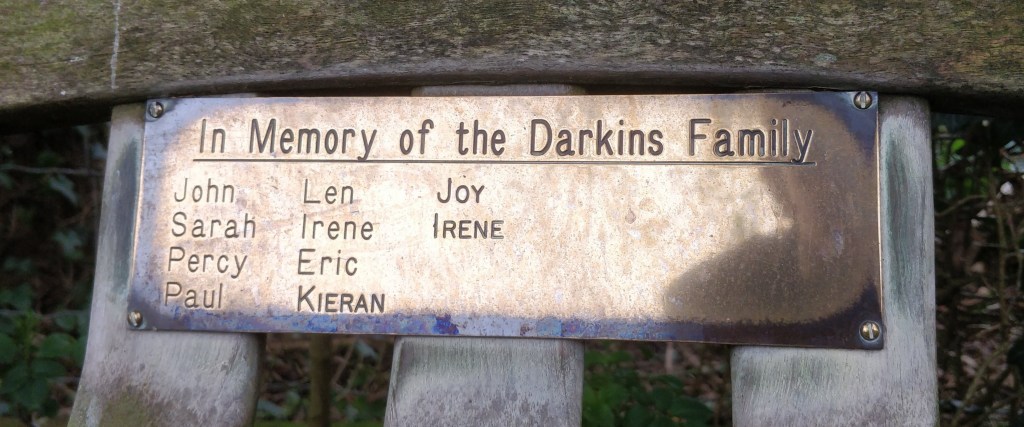 In Memory of the Darkins Family
John Len JOY
Sarah Irene IRENE
Percy Eric
Paul KIERAN